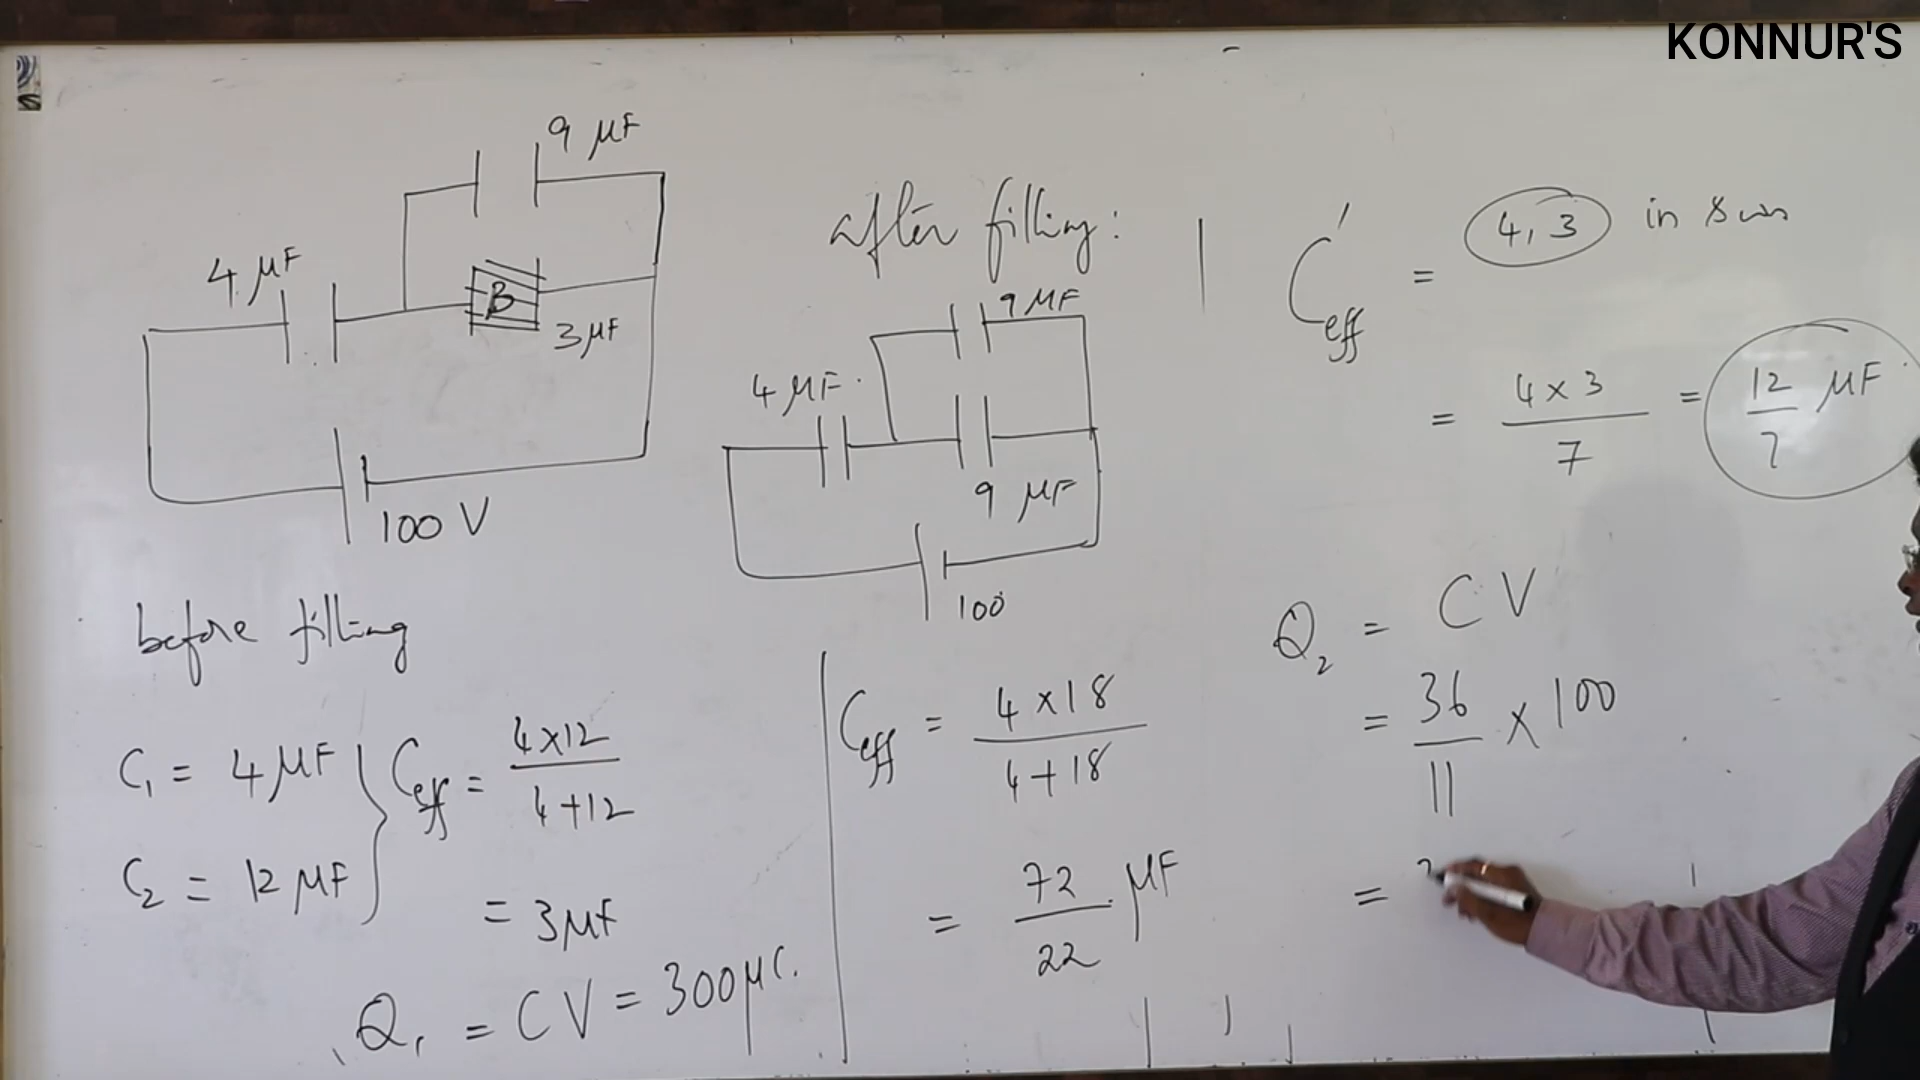 KONNUR'S
9 μF
4 μF
B
3 μF
100 V
before filling
C₁ = 4 μF
C₂ = 12 μF
Ceff = 4×12 / 4+12
= 3 μF
Q₁ = CV = 300 μC.
after filling:
9 μF
4 μF
9 μF
100
Ceff = 4×18 / 4+18
= 72/22 μF
C'eff = 4, 3 in
= 4×3 / 7 = 12/7 μF
Q₂ = CV
= 36/11 × 100
=